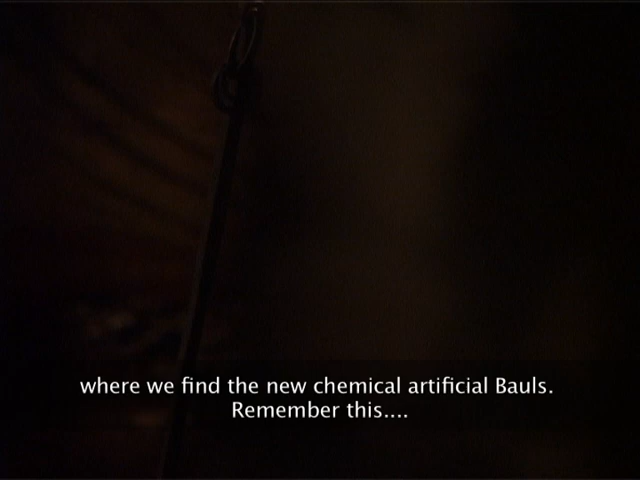 where we find the new chemical artificial Bauls.
Remember this....